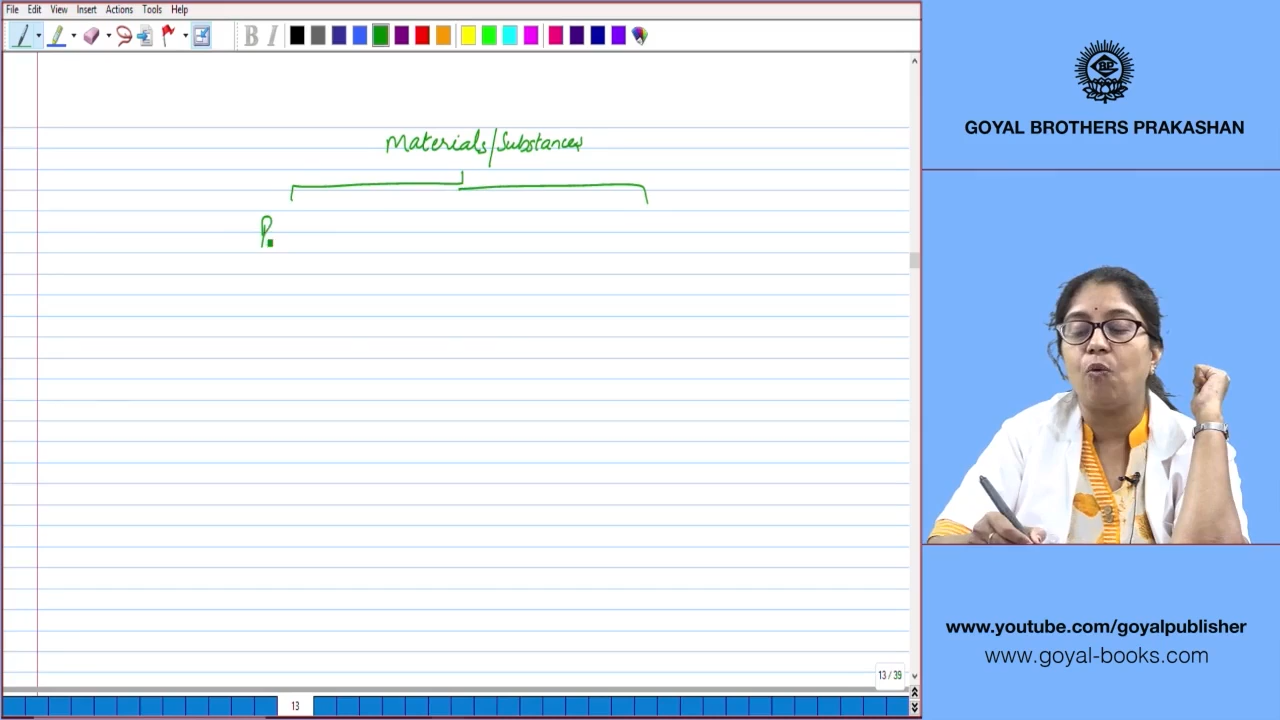 File Edit View Insert Actions Tools Help
B I
Materials/Substances
P
13 / 39
13
GBP
GOYAL BROTHERS PRAKASHAN
www.youtube.com/goyalpublisher
www.goyal-books.com